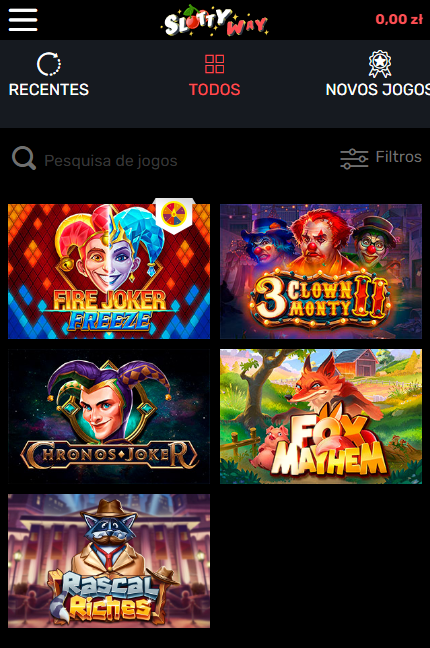 SLOTTY WAY
0,00 zł
RECENTES
TODOS
NOVOS JOGOS
Pesquisa de jogos
Filtros
FIRE JOKER
FREEZE
3 CLOWN
MONTY II
CHRONOS JOKER
FOX
MAYHEM
RASCAL
RICHES